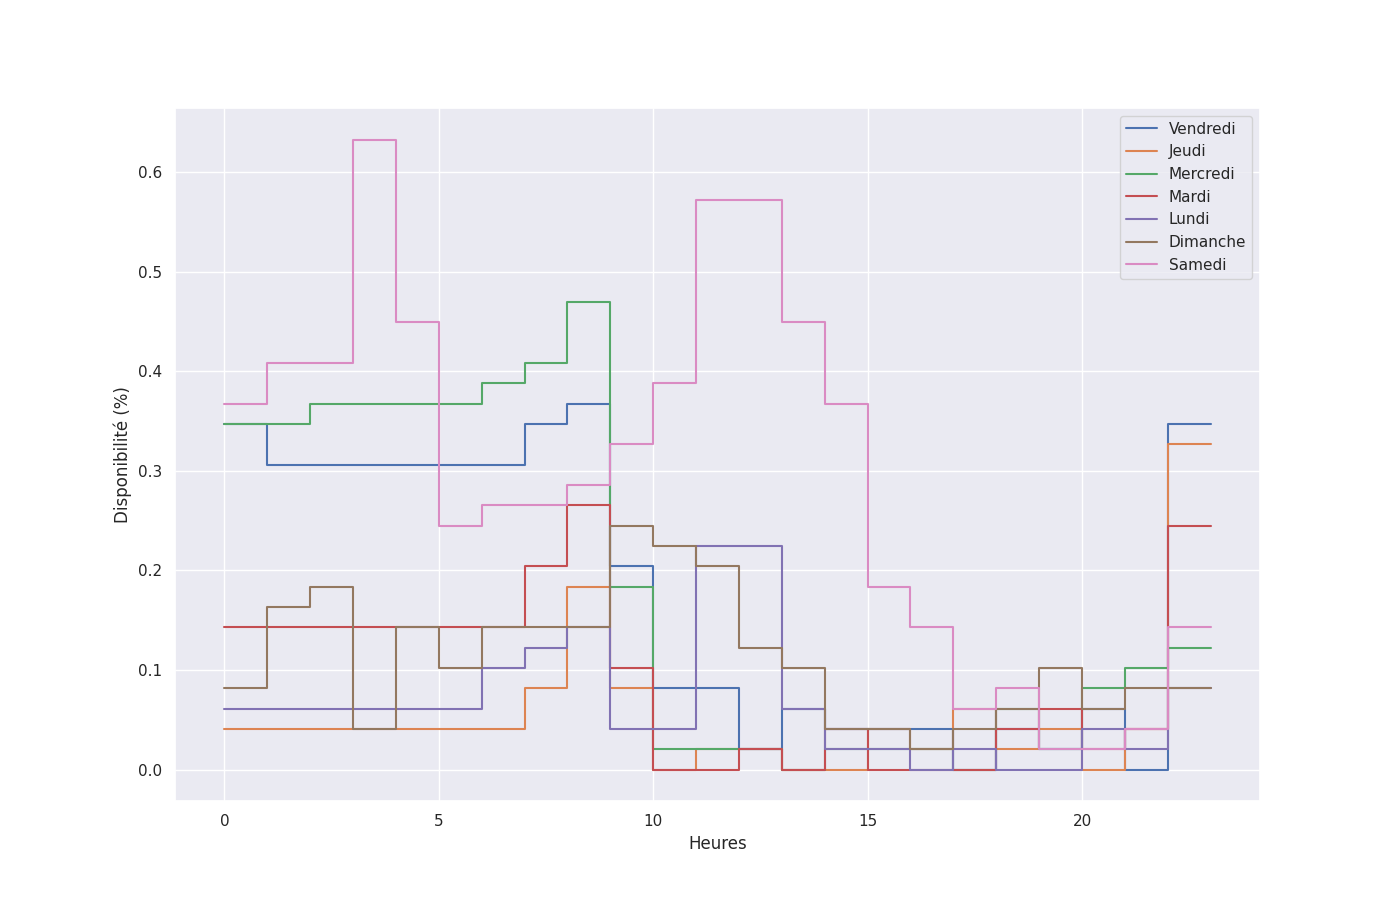 Vendredi
Jeudi
Mercredi
Mardi
Lundi
Dimanche
Samedi
0.6
0.5
0.4
0.3
0.2
0.1
0.0
Disponibilité (%)
0 5 10 15 20
Heures